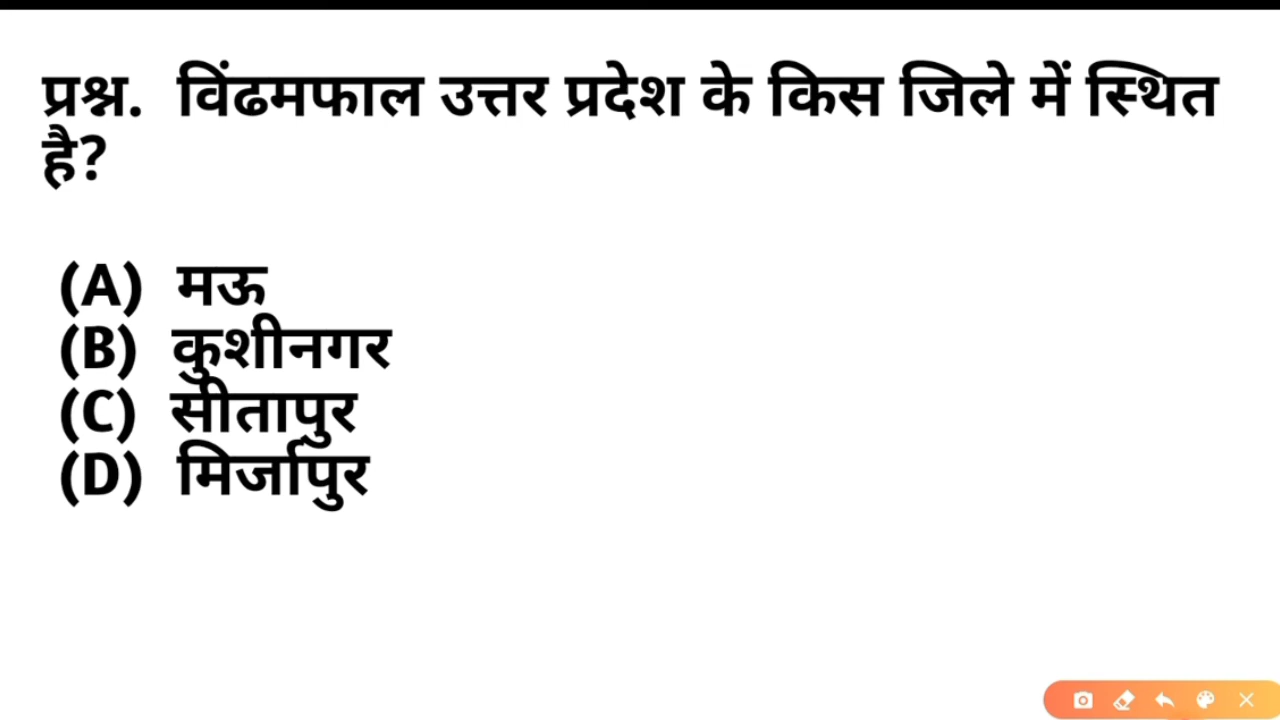 प्रश्न. विंढमफाल उत्तर प्रदेश के किस जिले में स्थित
है?
(A) मऊ
(B) कुशीनगर
(C) सीतापुर
(D) मिर्जापुर